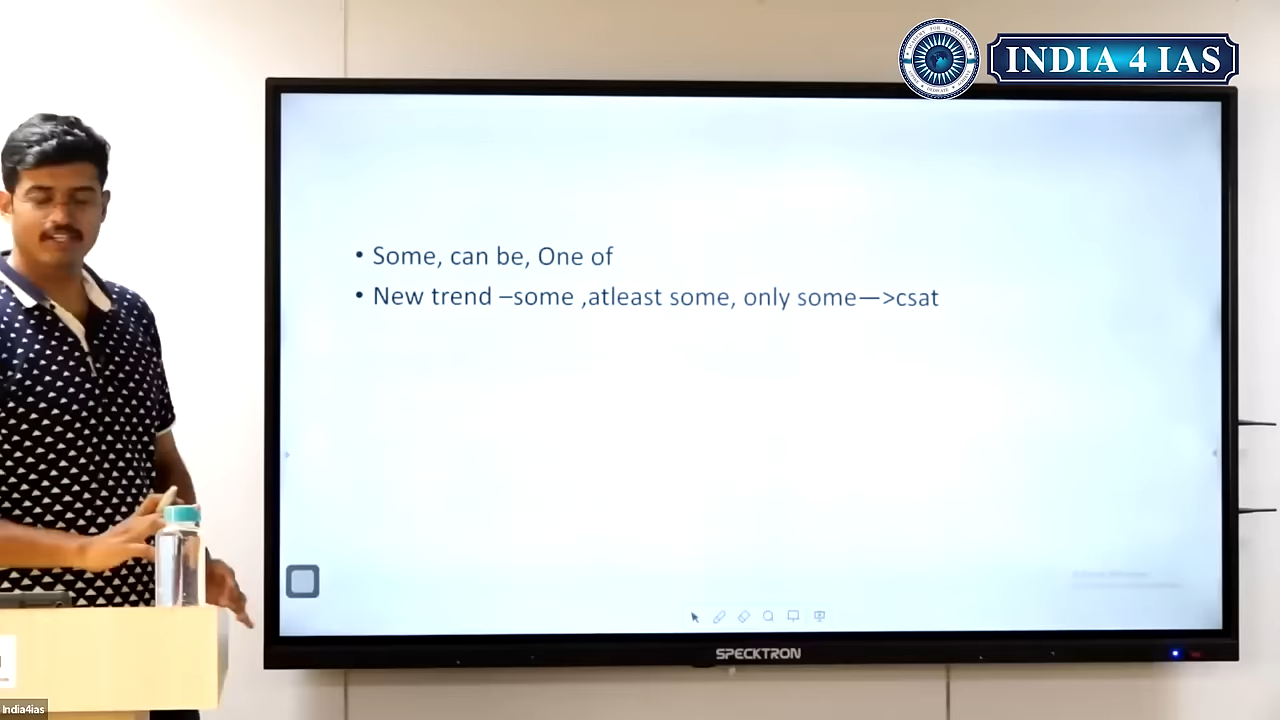 INDIA 4 IAS
• Some, can be, One of
• New trend –some ,atleast some, only some—>csat
SPECKTRON
India4ias